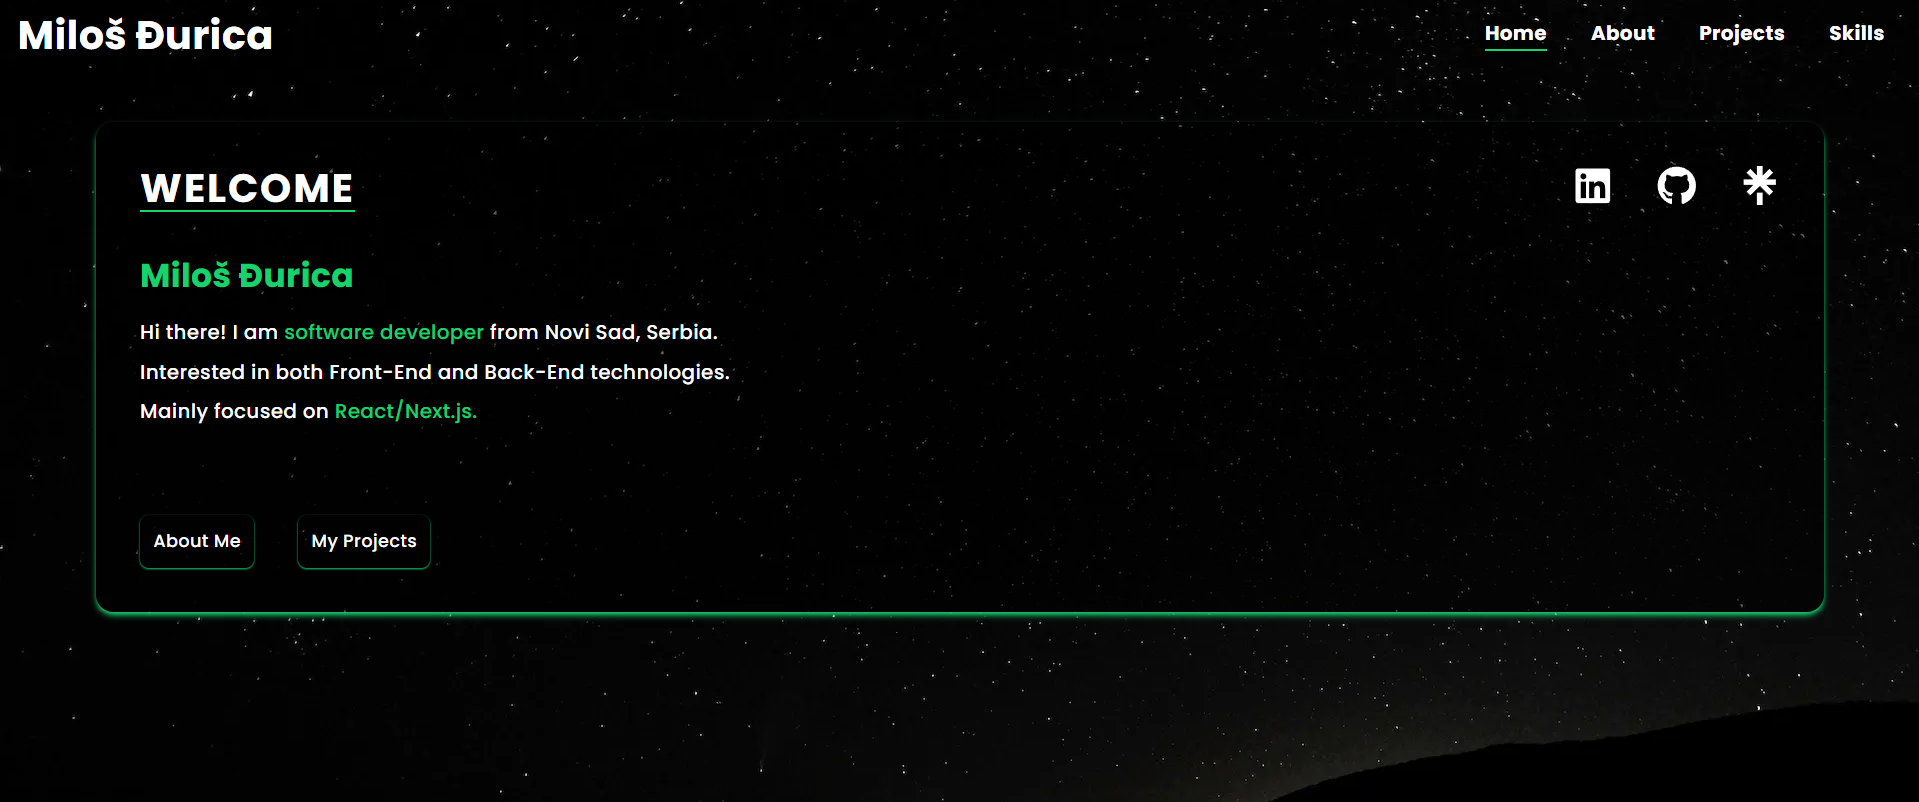 Miloš Đurica
Home About Projects Skills
WELCOME
in
Miloš Đurica
Hi there! I am software developer from Novi Sad, Serbia.
Interested in both Front-End and Back-End technologies.
Mainly focused on React/Next.js.
About Me My Projects